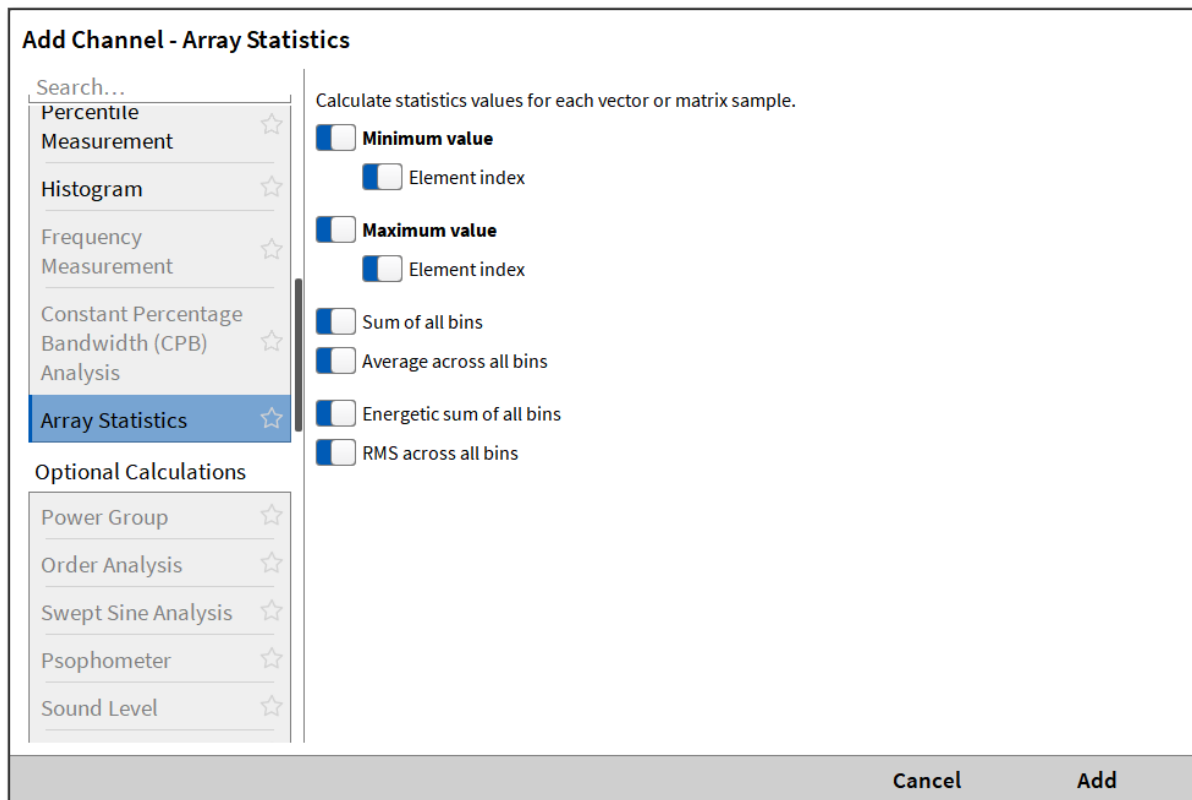 Add Channel - Array Statistics
Search...
Percentile
Measurement
Histogram
Frequency
Measurement
Constant Percentage
Bandwidth (CPB)
Analysis
Array Statistics
Optional Calculations
Power Group
Order Analysis
Swept Sine Analysis
Psophometer
Sound Level
Calculate statistics values for each vector or matrix sample.
Minimum value
Element index
Maximum value
Element index
Sum of all bins
Average across all bins
Energetic sum of all bins
RMS across all bins
Cancel
Add